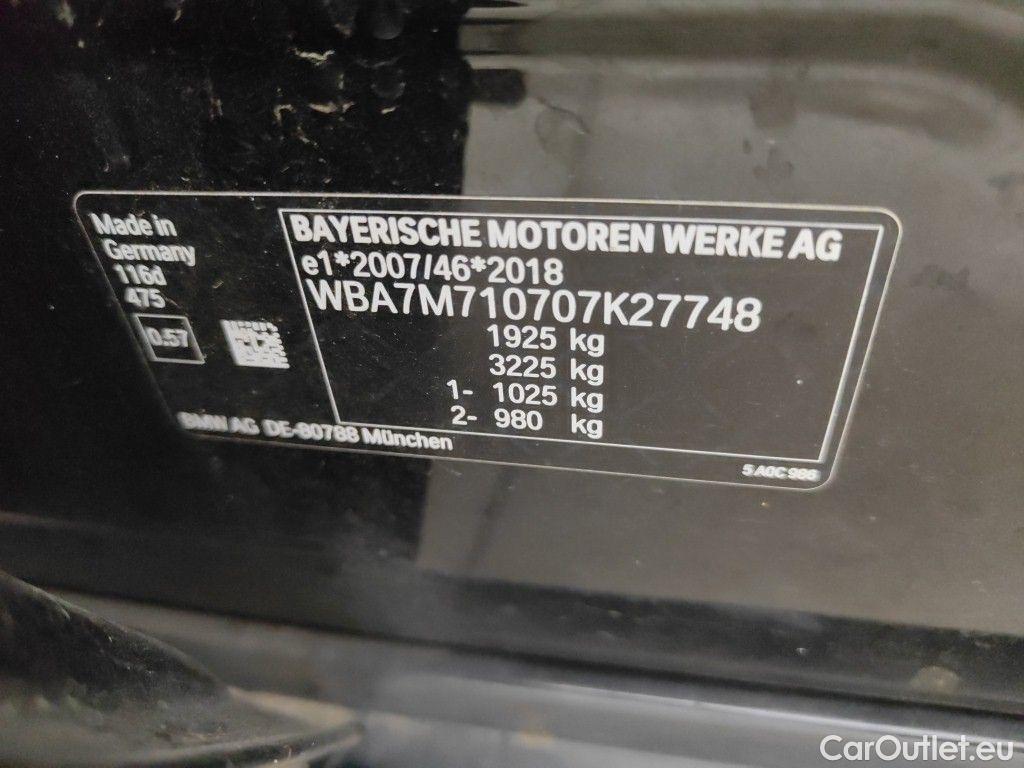 Made in
Germany
116d
475
0.57
BAYERISCHE MOTOREN WERKE AG
e1*2007/46*2018
WBA7M710707K27748
1925 kg
3225 kg
1- 1025 kg
2- 980 kg
BMW AG DE-80788 München
5 A0C 986
CarOutlet.eu